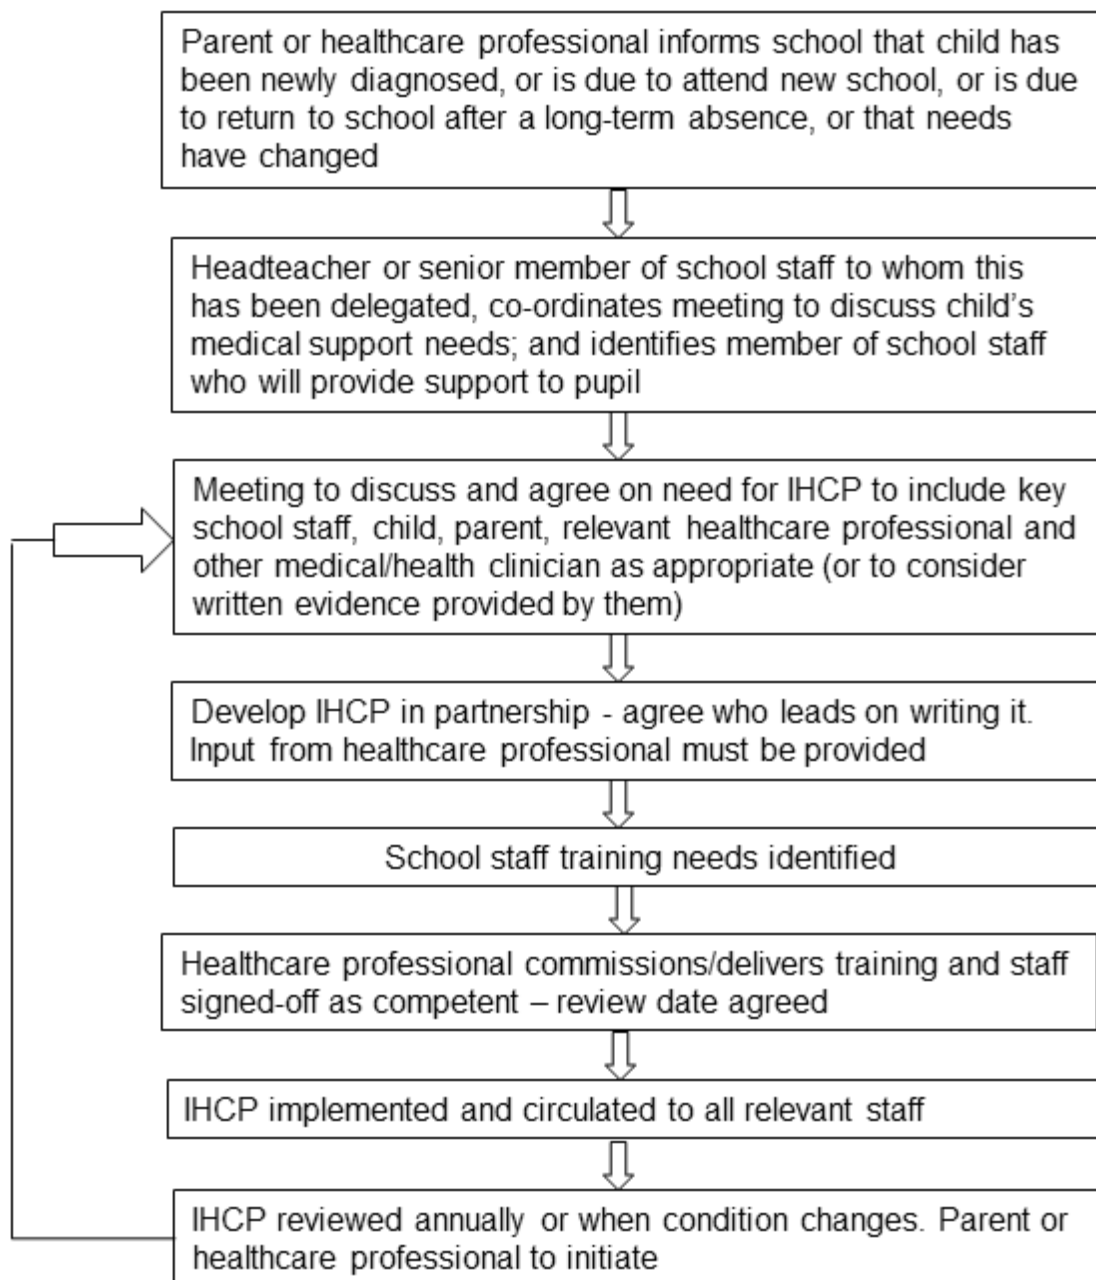 Parent or healthcare professional informs school that child has
been newly diagnosed, or is due to attend new school, or is due
to return to school after a long-term absence, or that needs
have changed
Headteacher or senior member of school staff to whom this
has been delegated, co-ordinates meeting to discuss child’s
medical support needs; and identifies member of school staff
who will provide support to pupil
Meeting to discuss and agree on need for IHCP to include key
school staff, child, parent, relevant healthcare professional and
other medical/health clinician as appropriate (or to consider
written evidence provided by them)
Develop IHCP in partnership - agree who leads on writing it.
Input from healthcare professional must be provided
School staff training needs identified
Healthcare professional commissions/delivers training and staff
signed-off as competent – review date agreed
IHCP implemented and circulated to all relevant staff
IHCP reviewed annually or when condition changes. Parent or
healthcare professional to initiate